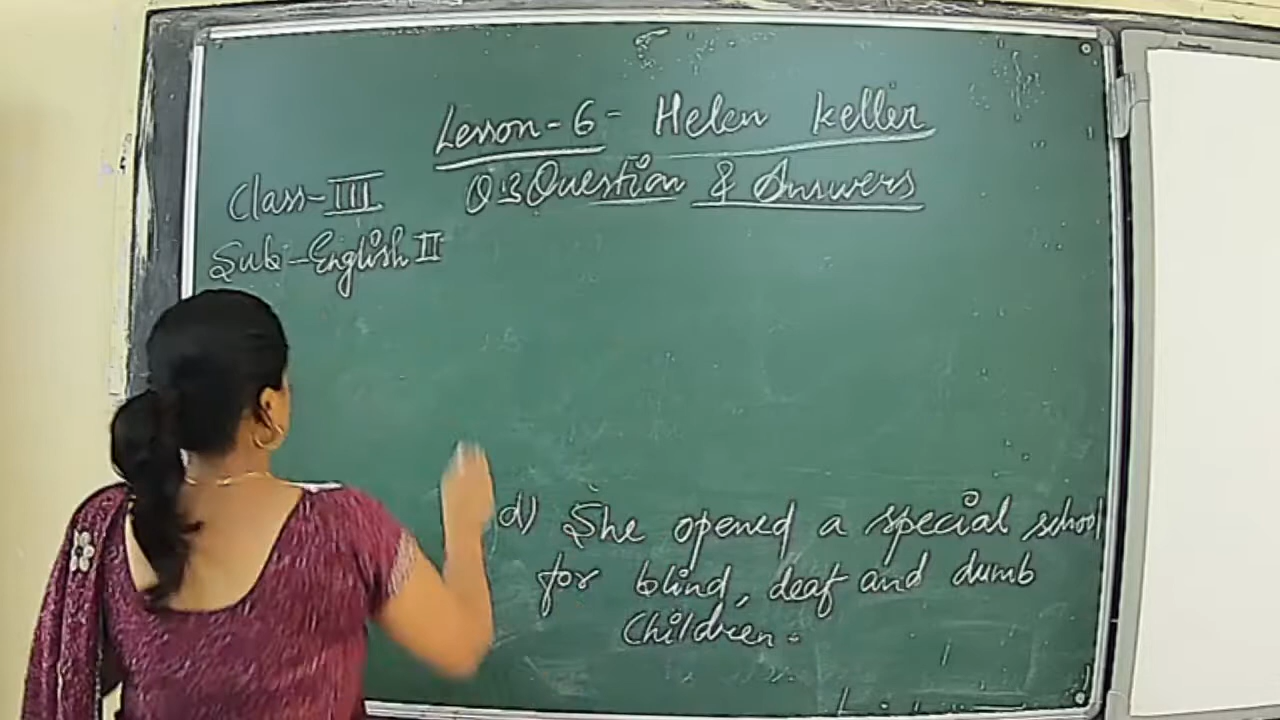 Lesson-6- Helen Keller
Q.3 Question & Answers
Class-III
Sub-English II
d) She opened a special school
for blind, deaf and dumb
Children.